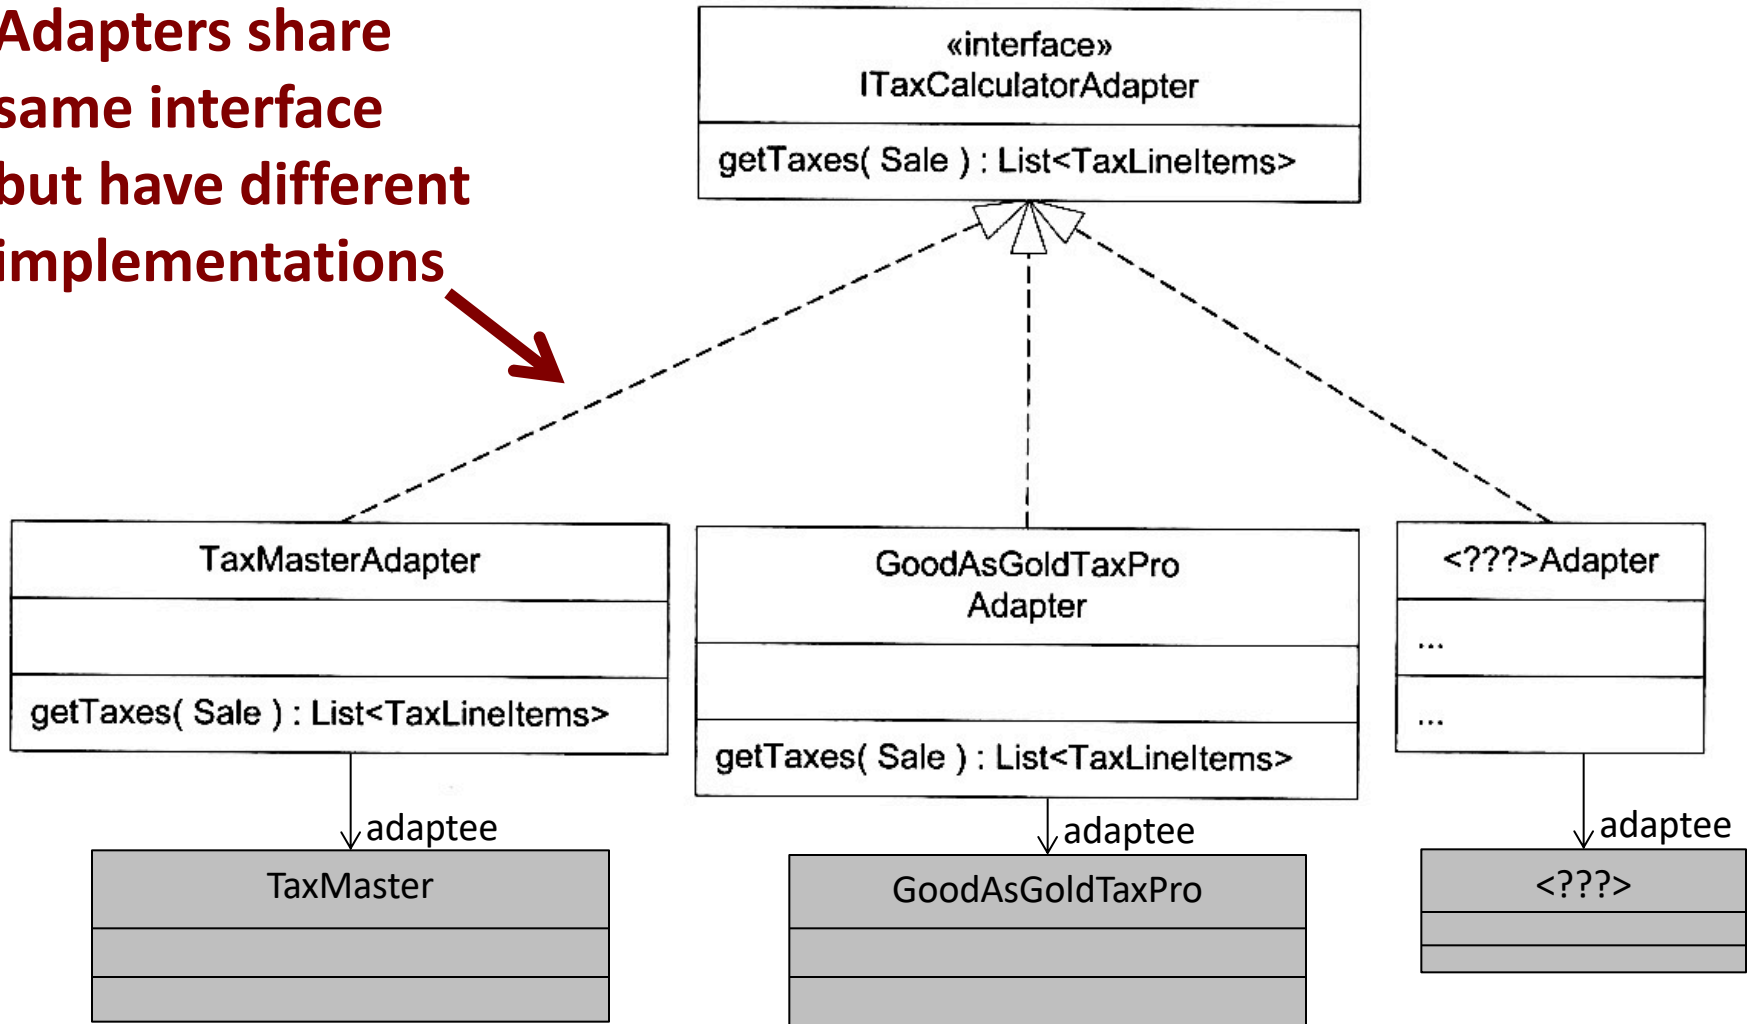 Adapters share
same interface
but have different
implementations
«interface»
ITaxCalculatorAdapter
getTaxes( Sale ) : List<TaxLineItems>
TaxMasterAdapter
getTaxes( Sale ) : List<TaxLineItems>
GoodAsGoldTaxPro
Adapter
getTaxes( Sale ) : List<TaxLineItems>
<???>Adapter
...
...
adaptee
adaptee
adaptee
TaxMaster
GoodAsGoldTaxPro
<???>